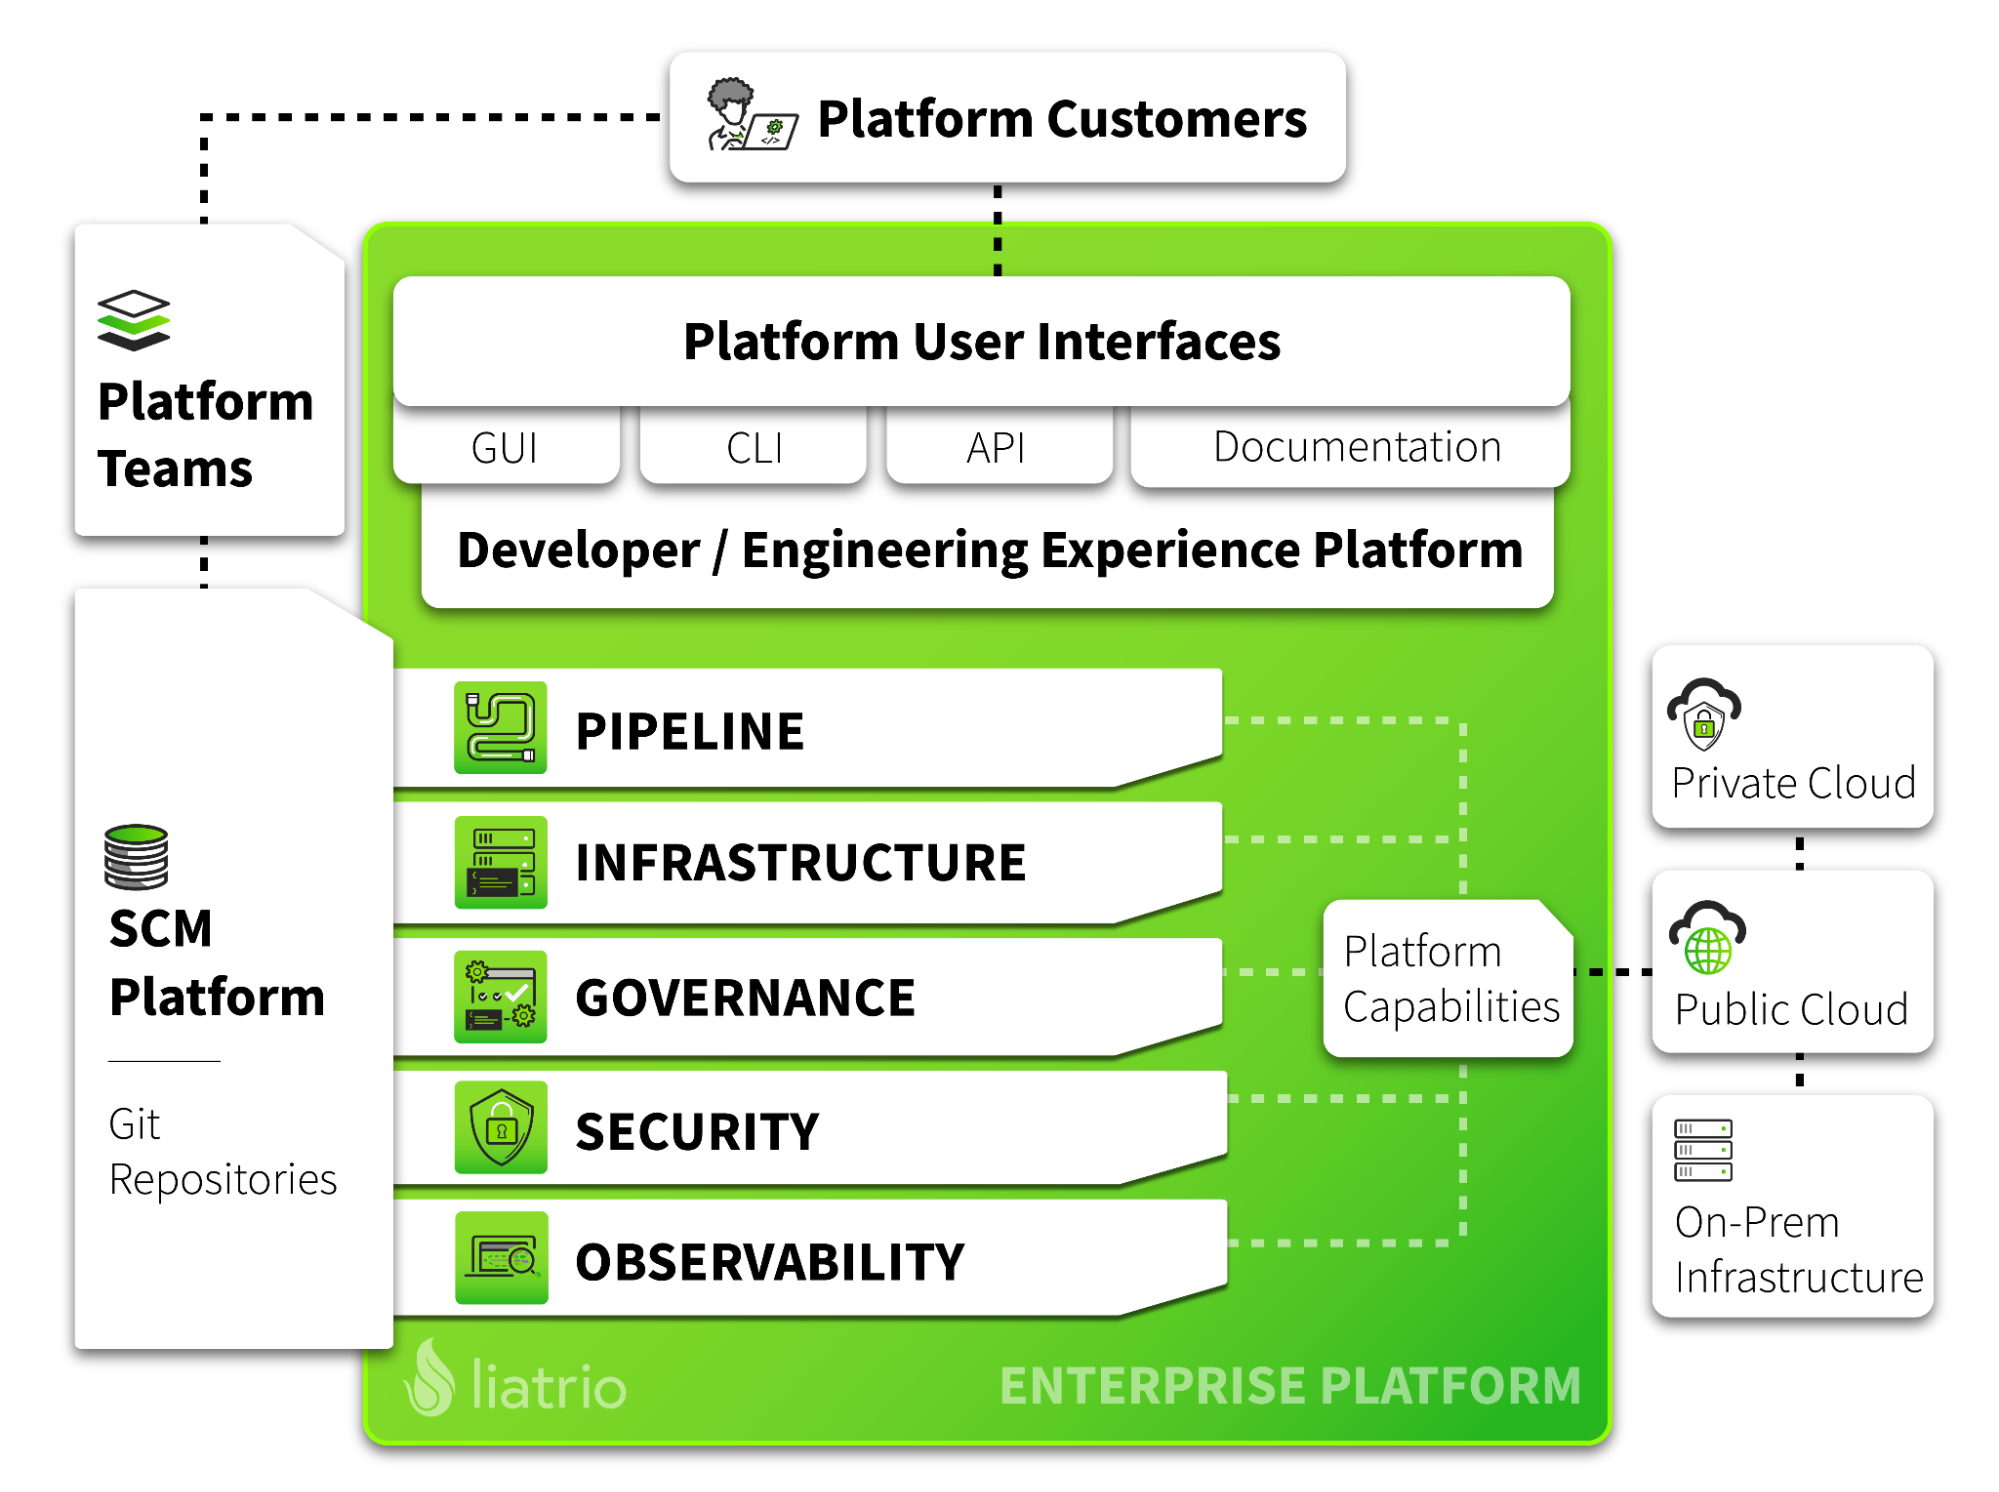 Platform Customers
Platform
Teams
Platform User Interfaces
GUI
CLI
API
Documentation
Developer / Engineering Experience Platform
SCM
Platform
Git
Repositories
PIPELINE
INFRASTRUCTURE
GOVERNANCE
SECURITY
OBSERVABILITY
Platform
Capabilities
Private Cloud
Public Cloud
On-Prem
Infrastructure
liatrio
ENTERPRISE PLATFORM